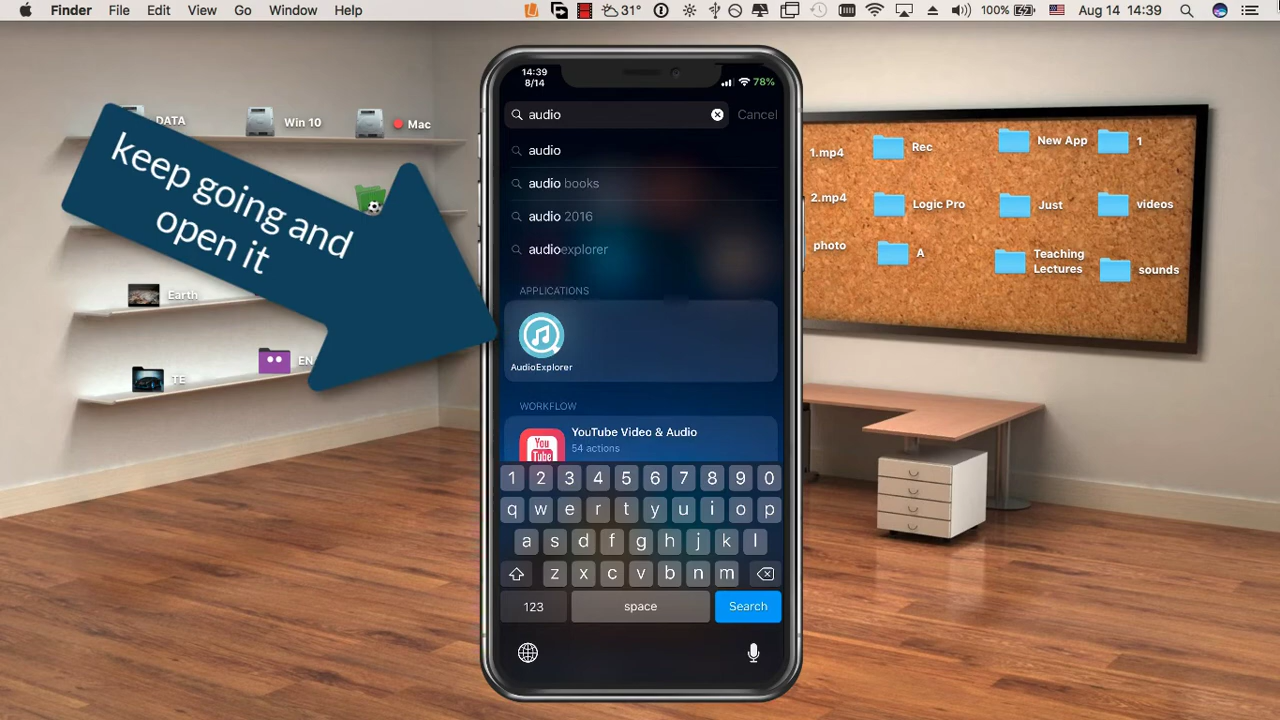 Finder File Edit View Go Window Help
31° 100% Aug 14 14:39
DATA
Win 10
Mac
Earth
EN
TE
keep going and
open it
14:39
8/14
78%
audio
Cancel
audio
audio books
audio 2016
audioexplorer
APPLICATIONS
AudioExplorer
WORKFLOW
You
Tube
YouTube Video & Audio
54 actions
1 2 3 4 5 6 7 8 9 0
q w e r t y u i o p
a s d f g h j k l
z x c v b n m
123 space Search
1.mp4
Rec
New App
1
2.mp4
Logic Pro
Just
videos
photo
A
Teaching
Lectures
sounds